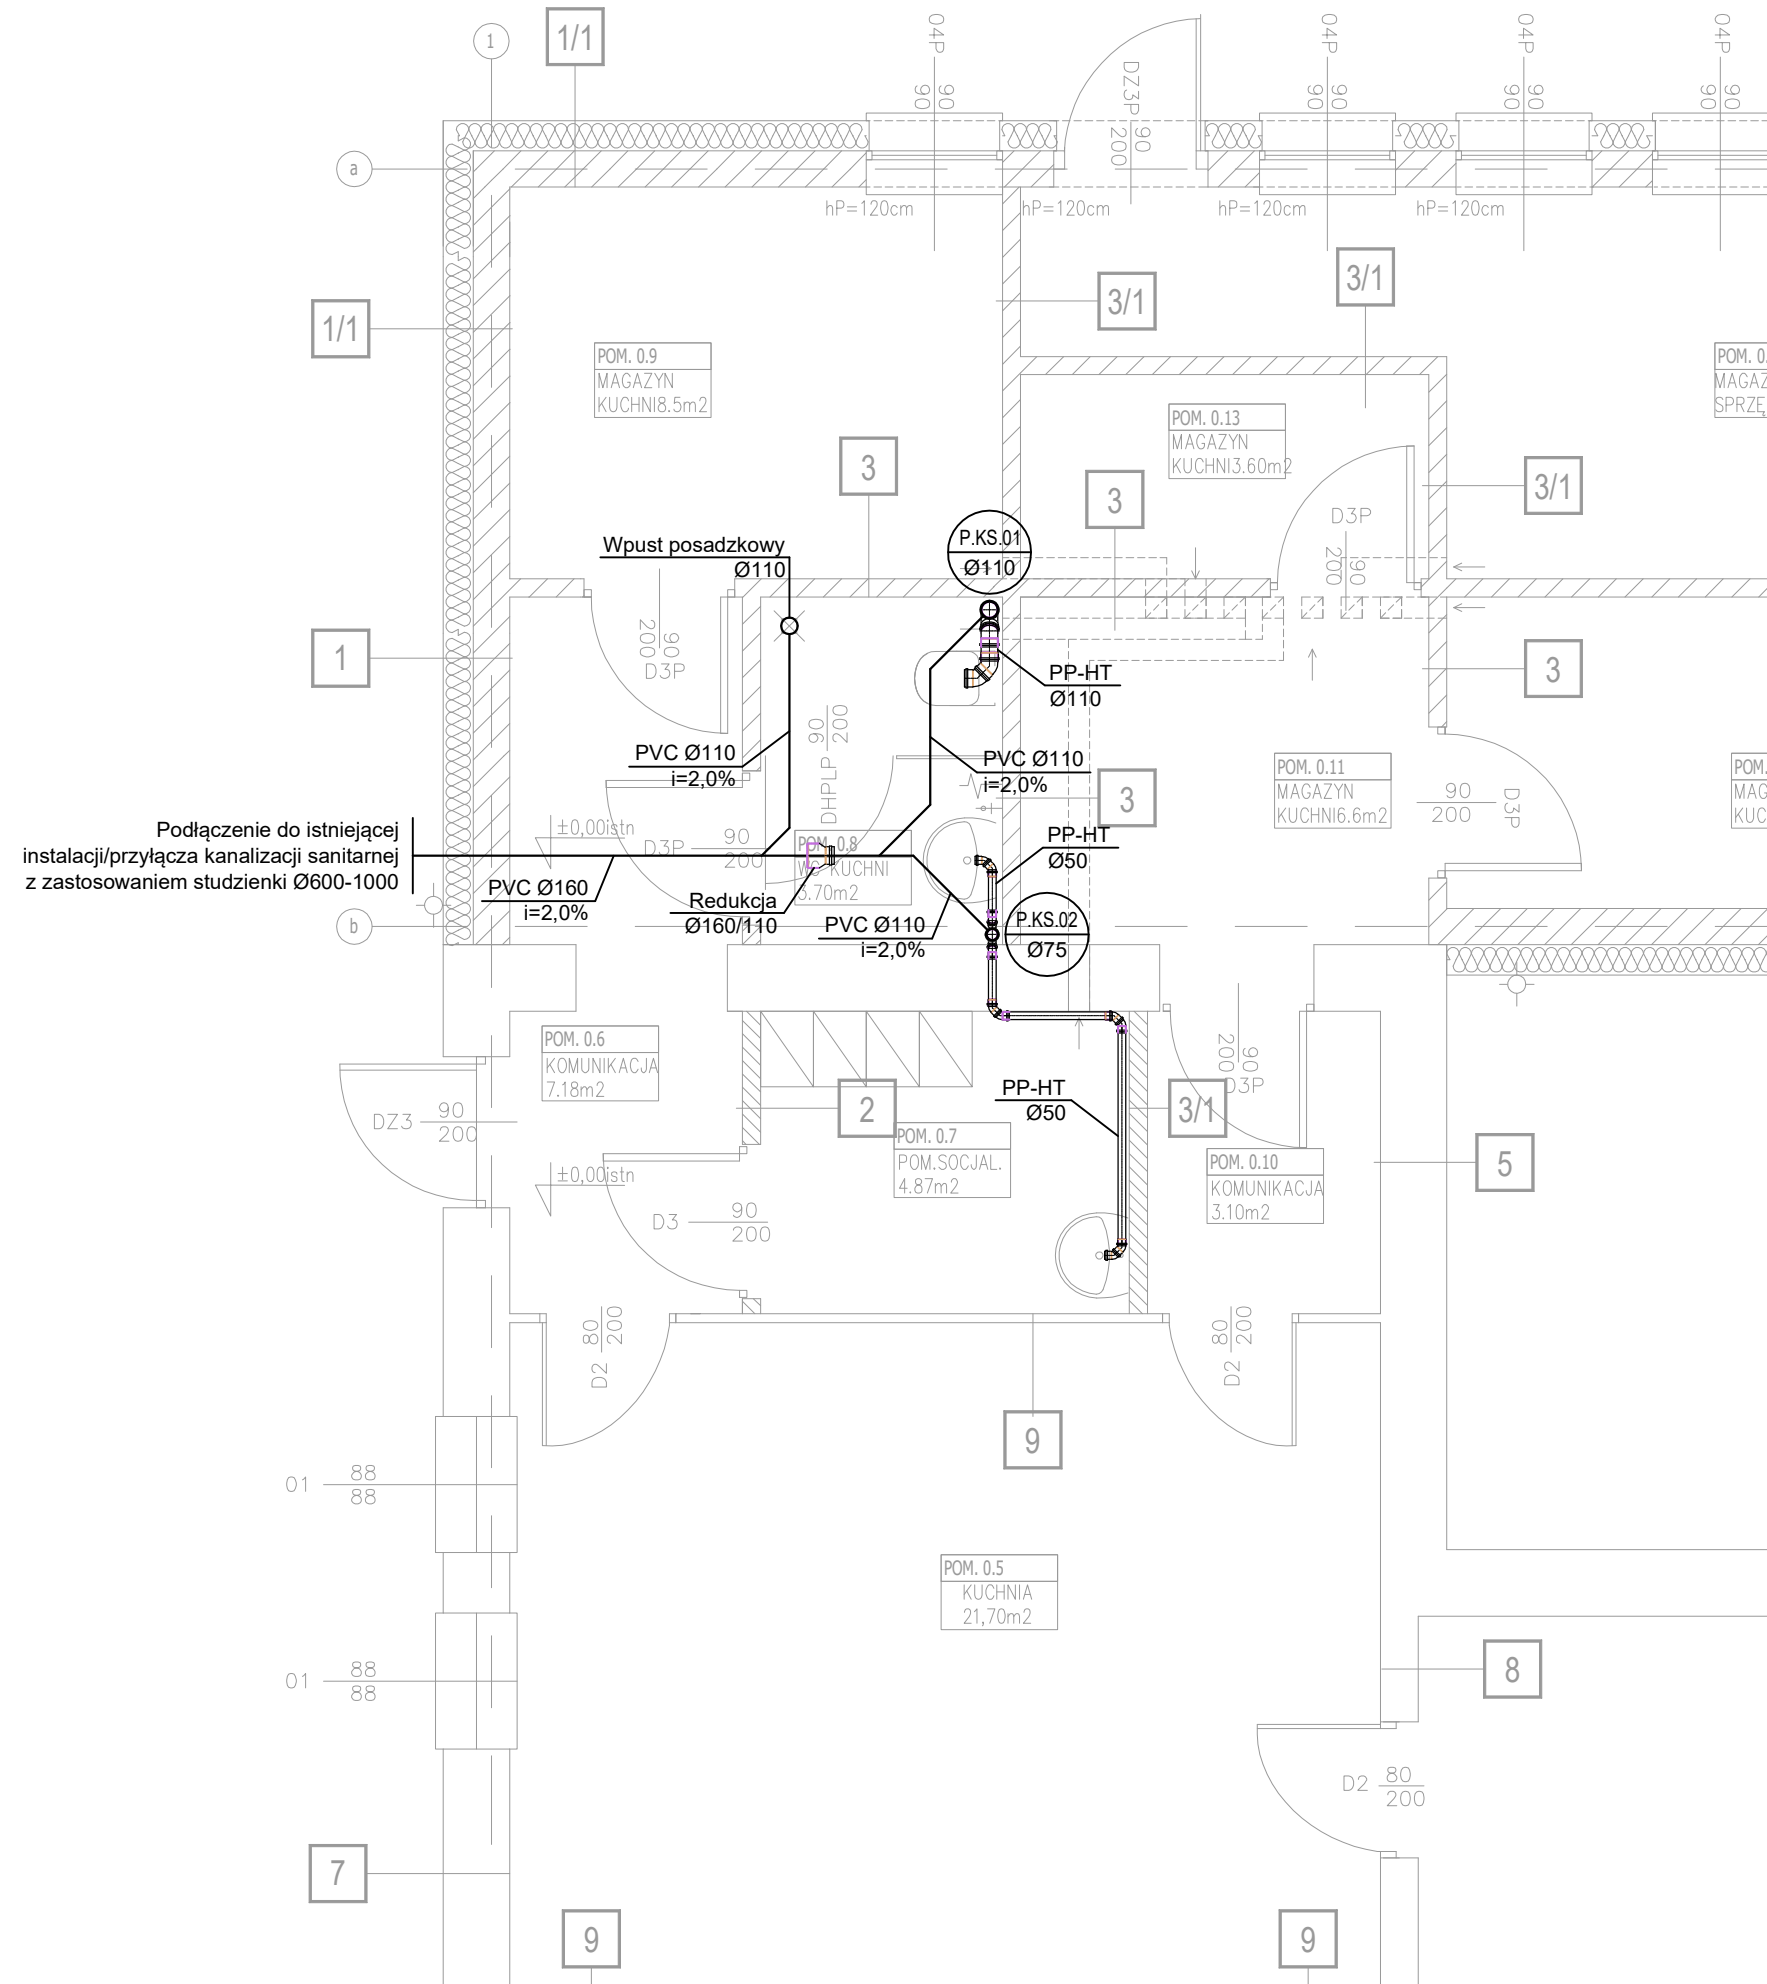 1
1/1
04P
90
90
DZ3P
90
200
04P
90
90
04P
90
90
04P
90
90
a
hP=120cm
hP=120cm
hP=120cm
hP=120cm
1/1
3/1
3/1
POM. 0.9
MAGAZYN
KUCHNI8.5m2
POM. 0.
MAGAZ
SPRZĘ
POM. 0.13
MAGAZYN
KUCHNI3.60m2
3
3
3/1
D3P
90
200
P.KS.01
Ø110
Wpust posadzkowy
Ø110
1
90
200
D3P
PP-HT
Ø110
3
DHPLP
90
200
PVC Ø110
i=2,0%
PVC Ø110
i=2,0%
3
POM. 0.11
MAGAZYN
KUCHNI6.6m2
90
200
D3P
POM.
MAG
KUC
Podłączenie do istniejącej
instalacji/przyłącza kanalizacji sanitarnej
z zastosowaniem studzienki Ø600-1000
±0,00istn
D3P
90
200
POM. 0.8
WC KUCHNI
3.70m2
PP-HT
Ø50
PVC Ø160
i=2,0%
Redukcja
Ø160/110
PVC Ø110
i=2,0%
P.KS.02
Ø75
b
POM. 0.6
KOMUNIKACJA
7.18m2
90
200
D3P
DZ3
90
200
2
PP-HT
Ø50
3/1
POM. 0.7
POM.SOCJAL.
4.87m2
POM. 0.10
KOMUNIKACJA
3.10m2
5
±0,00istn
D3
90
200
D2
80
200
D2
80
200
9
01
88
88
POM. 0.5
KUCHNIA
21,70m2
01
88
88
8
D2
80
200
7
9
9